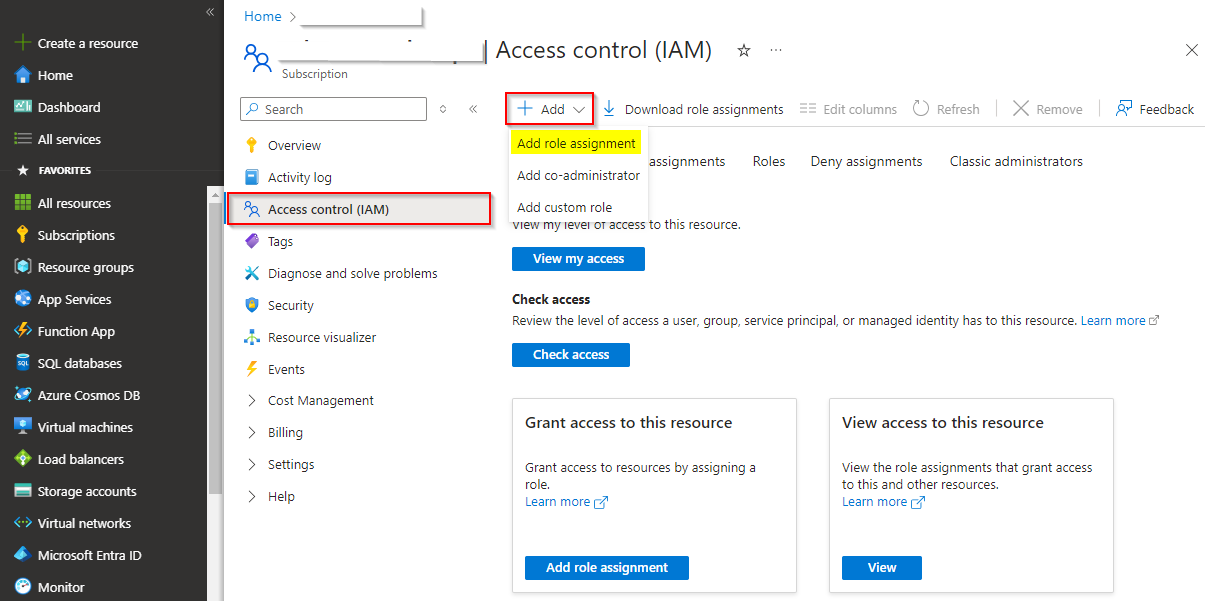 Create a resource
Home
Dashboard
All services
FAVORITES
All resources
Subscriptions
Resource groups
App Services
Function App
SQL databases
Azure Cosmos DB
Virtual machines
Load balancers
Storage accounts
Virtual networks
Microsoft Entra ID
Monitor
Home
Access control (IAM)
Subscription
Search
Overview
Activity log
Access control (IAM)
Tags
Diagnose and solve problems
Security
Resource visualizer
Events
Cost Management
Billing
Settings
Help
Add
Download role assignments
Edit columns
Refresh
Remove
Feedback
Add role assignment
Add co-administrator
Add custom role
assignments
Roles
Deny assignments
Classic administrators
View my level of access to this resource.
View my access
Check access
Review the level of access a user, group, service principal, or managed identity has to this resource. Learn more
Check access
Grant access to this resource
Grant access to resources by assigning a
role.
Learn more
Add role assignment
View access to this resource
View the role assignments that grant access
to this and other resources.
Learn more
View